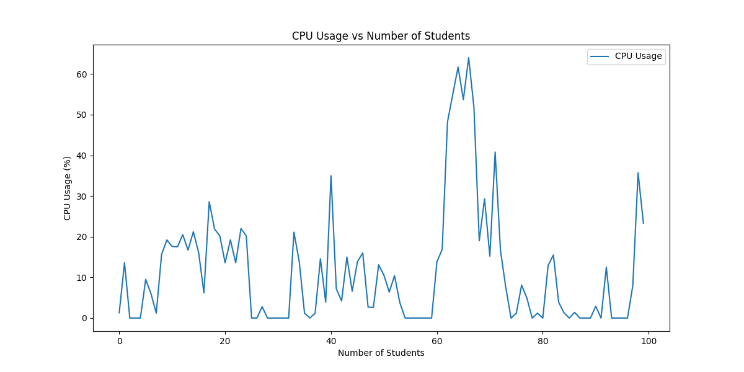 CPU Usage vs Number of Students
CPU Usage
CPU Usage (%)
60
50
40
30
20
10
0
0 20 40 60 80 100
Number of Students